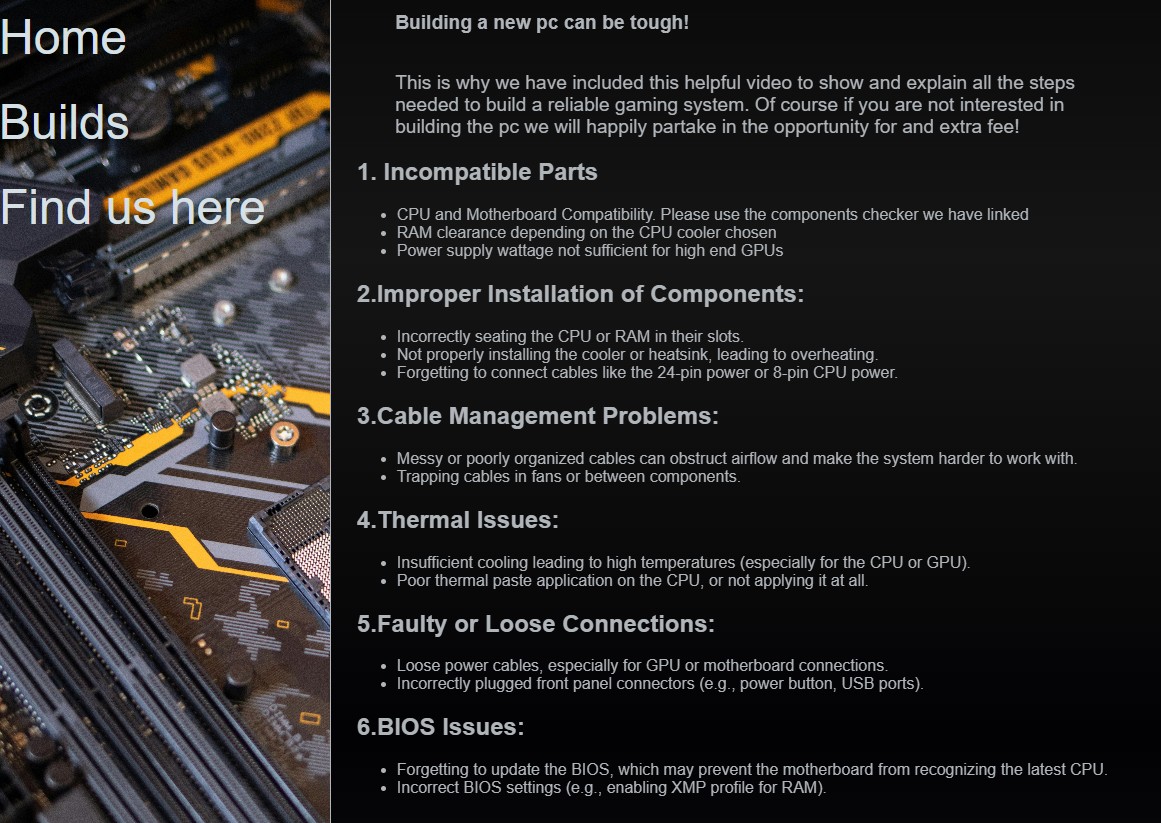 Home
Builds
Find us here
Building a new pc can be tough!
This is why we have included this helpful video to show and explain all the steps
needed to build a reliable gaming system. Of course if you are not interested in
building the pc we will happily partake in the opportunity for and extra fee!
1. Incompatible Parts
• CPU and Motherboard Compatibility. Please use the components checker we have linked
• RAM clearance depending on the CPU cooler chosen
• Power supply wattage not sufficient for high end GPUs
2.Improper Installation of Components:
• Incorrectly seating the CPU or RAM in their slots.
• Not properly installing the cooler or heatsink, leading to overheating.
• Forgetting to connect cables like the 24-pin power or 8-pin CPU power.
3.Cable Management Problems:
• Messy or poorly organized cables can obstruct airflow and make the system harder to work with.
• Trapping cables in fans or between components.
4.Thermal Issues:
• Insufficient cooling leading to high temperatures (especially for the CPU or GPU).
• Poor thermal paste application on the CPU, or not applying it at all.
5.Faulty or Loose Connections:
• Loose power cables, especially for GPU or motherboard connections.
• Incorrectly plugged front panel connectors (e.g., power button, USB ports).
6.BIOS Issues:
• Forgetting to update the BIOS, which may prevent the motherboard from recognizing the latest CPU.
• Incorrect BIOS settings (e.g., enabling XMP profile for RAM).